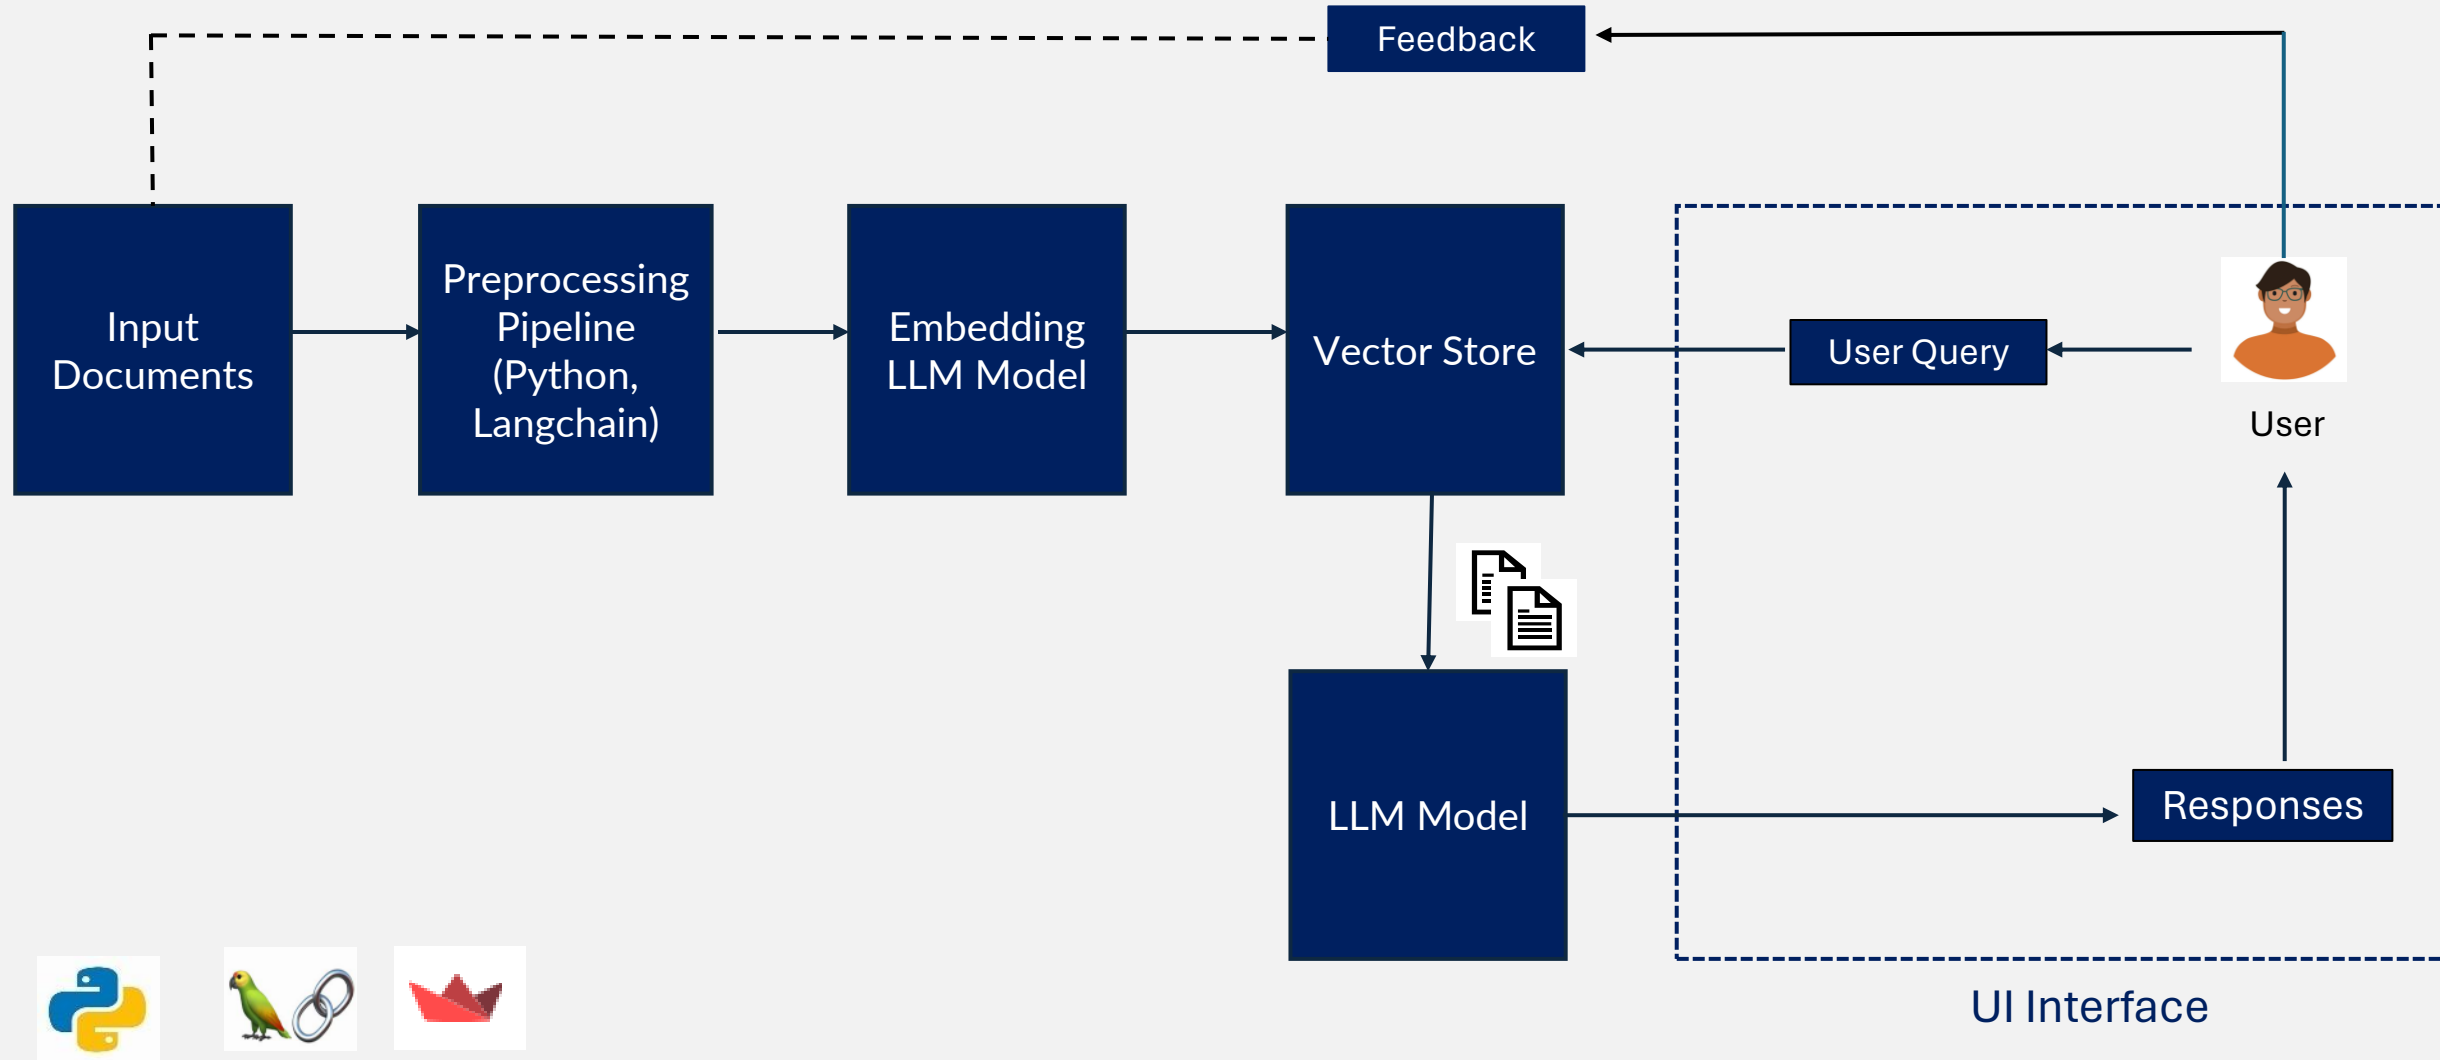 Feedback
Input
Documents
Preprocessing
Pipeline
(Python,
Langchain)
Embedding
LLM Model
Vector Store
User Query
User
LLM Model
Responses
UI Interface